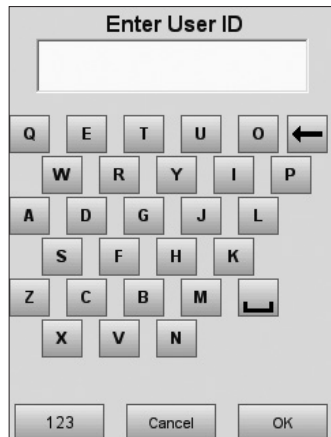 Enter User ID
Q E T U O ←
W R Y I P
A D G J L
S F H K
Z C B M
X V N
123 Cancel OK